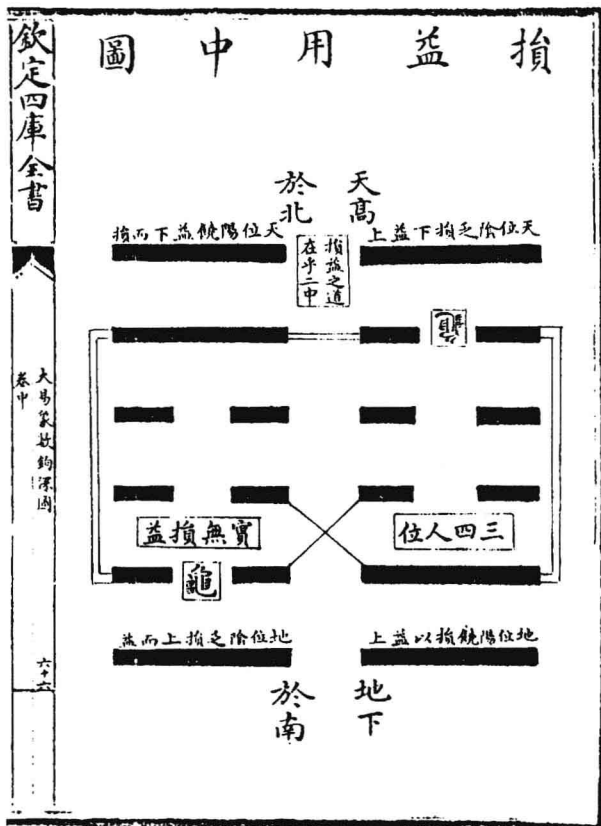 損益用中圖
天高
於北
天位陰乏損下益上
損益之道
在乎二中
天位陽饒益下而損
龜
三四人位
實無損益
龜
地位陽饒損以益上
地位陰乏損上而益
地下
於南
欽定四庫全書
大易象數鉤深圖
卷中
六十六